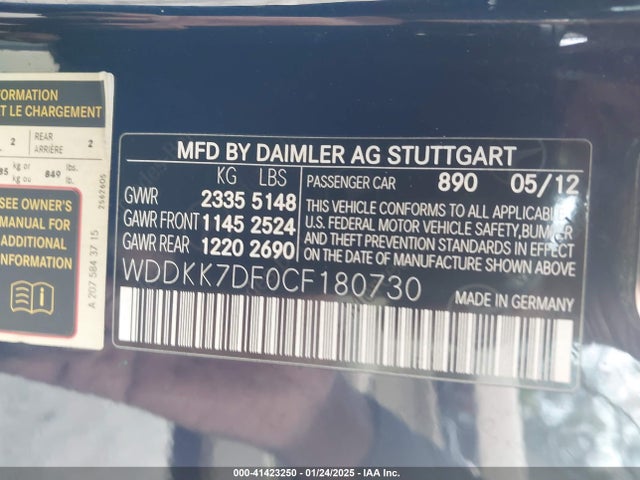 FORMATION
T LE CHARGEMENT
2 REAR ARRIÈRE 2
kg or ou 849 lbs. lb.
SEE OWNER'S
MANUAL FOR
ADDITIONAL
INFORMATION
A 207 584 37 15
2562605
MFD BY DAIMLER AG STUTTGART
KG LBS
GVWR 2335 5148
GAWR FRONT 1145 2524
GAWR REAR 1220 2690
PASSENGER CAR 890 05/12
THIS VEHICLE CONFORMS TO ALL APPLICABLE
U.S. FEDERAL MOTOR VEHICLE SAFETY, BUMPER
AND THEFT PREVENTION STANDARDS IN EFFECT
ON THE DATE OF MANUFACTURE SHOWN ABOVE.
WDDKK7DF0CF180730
MADE IN GERMANY
000-41423250 - 01/24/2025 - IAA Inc.